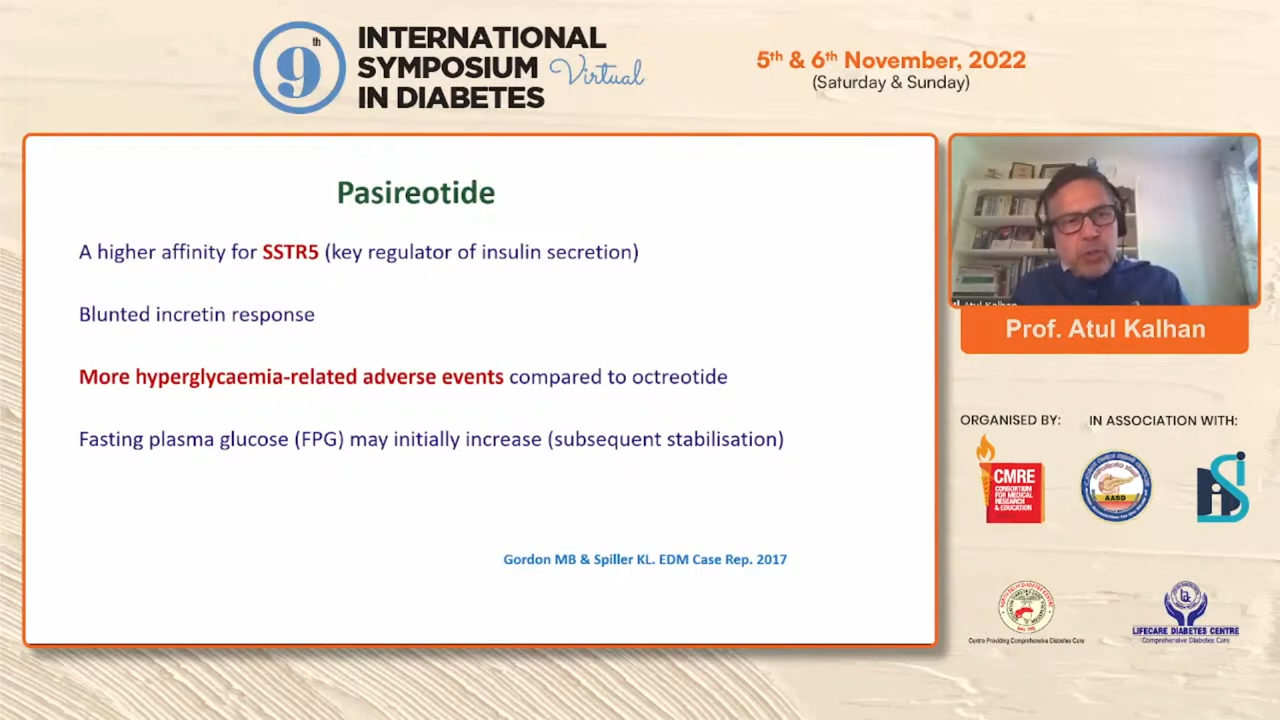 9th
INTERNATIONAL
SYMPOSIUM Virtual
IN DIABETES
5th & 6th November, 2022
(Saturday & Sunday)
Pasireotide
A higher affinity for SSTR5 (key regulator of insulin secretion)
Blunted incretin response
More hyperglycaemia-related adverse events compared to octreotide
Fasting plasma glucose (FPG) may initially increase (subsequent stabilisation)
Gordon MB & Spiller KL. EDM Case Rep. 2017
Atul Kalhan
Prof. Atul Kalhan
ORGANISED BY:
IN ASSOCIATION WITH:
CMRE
CONSORTIUM
FOR MEDICAL
RESEARCH
& EDUCATION
AASD
Centre Providing Comprehensive Diabetes Care
LIFECARE DIABETES CENTRE
Comprehensive Diabetes Care